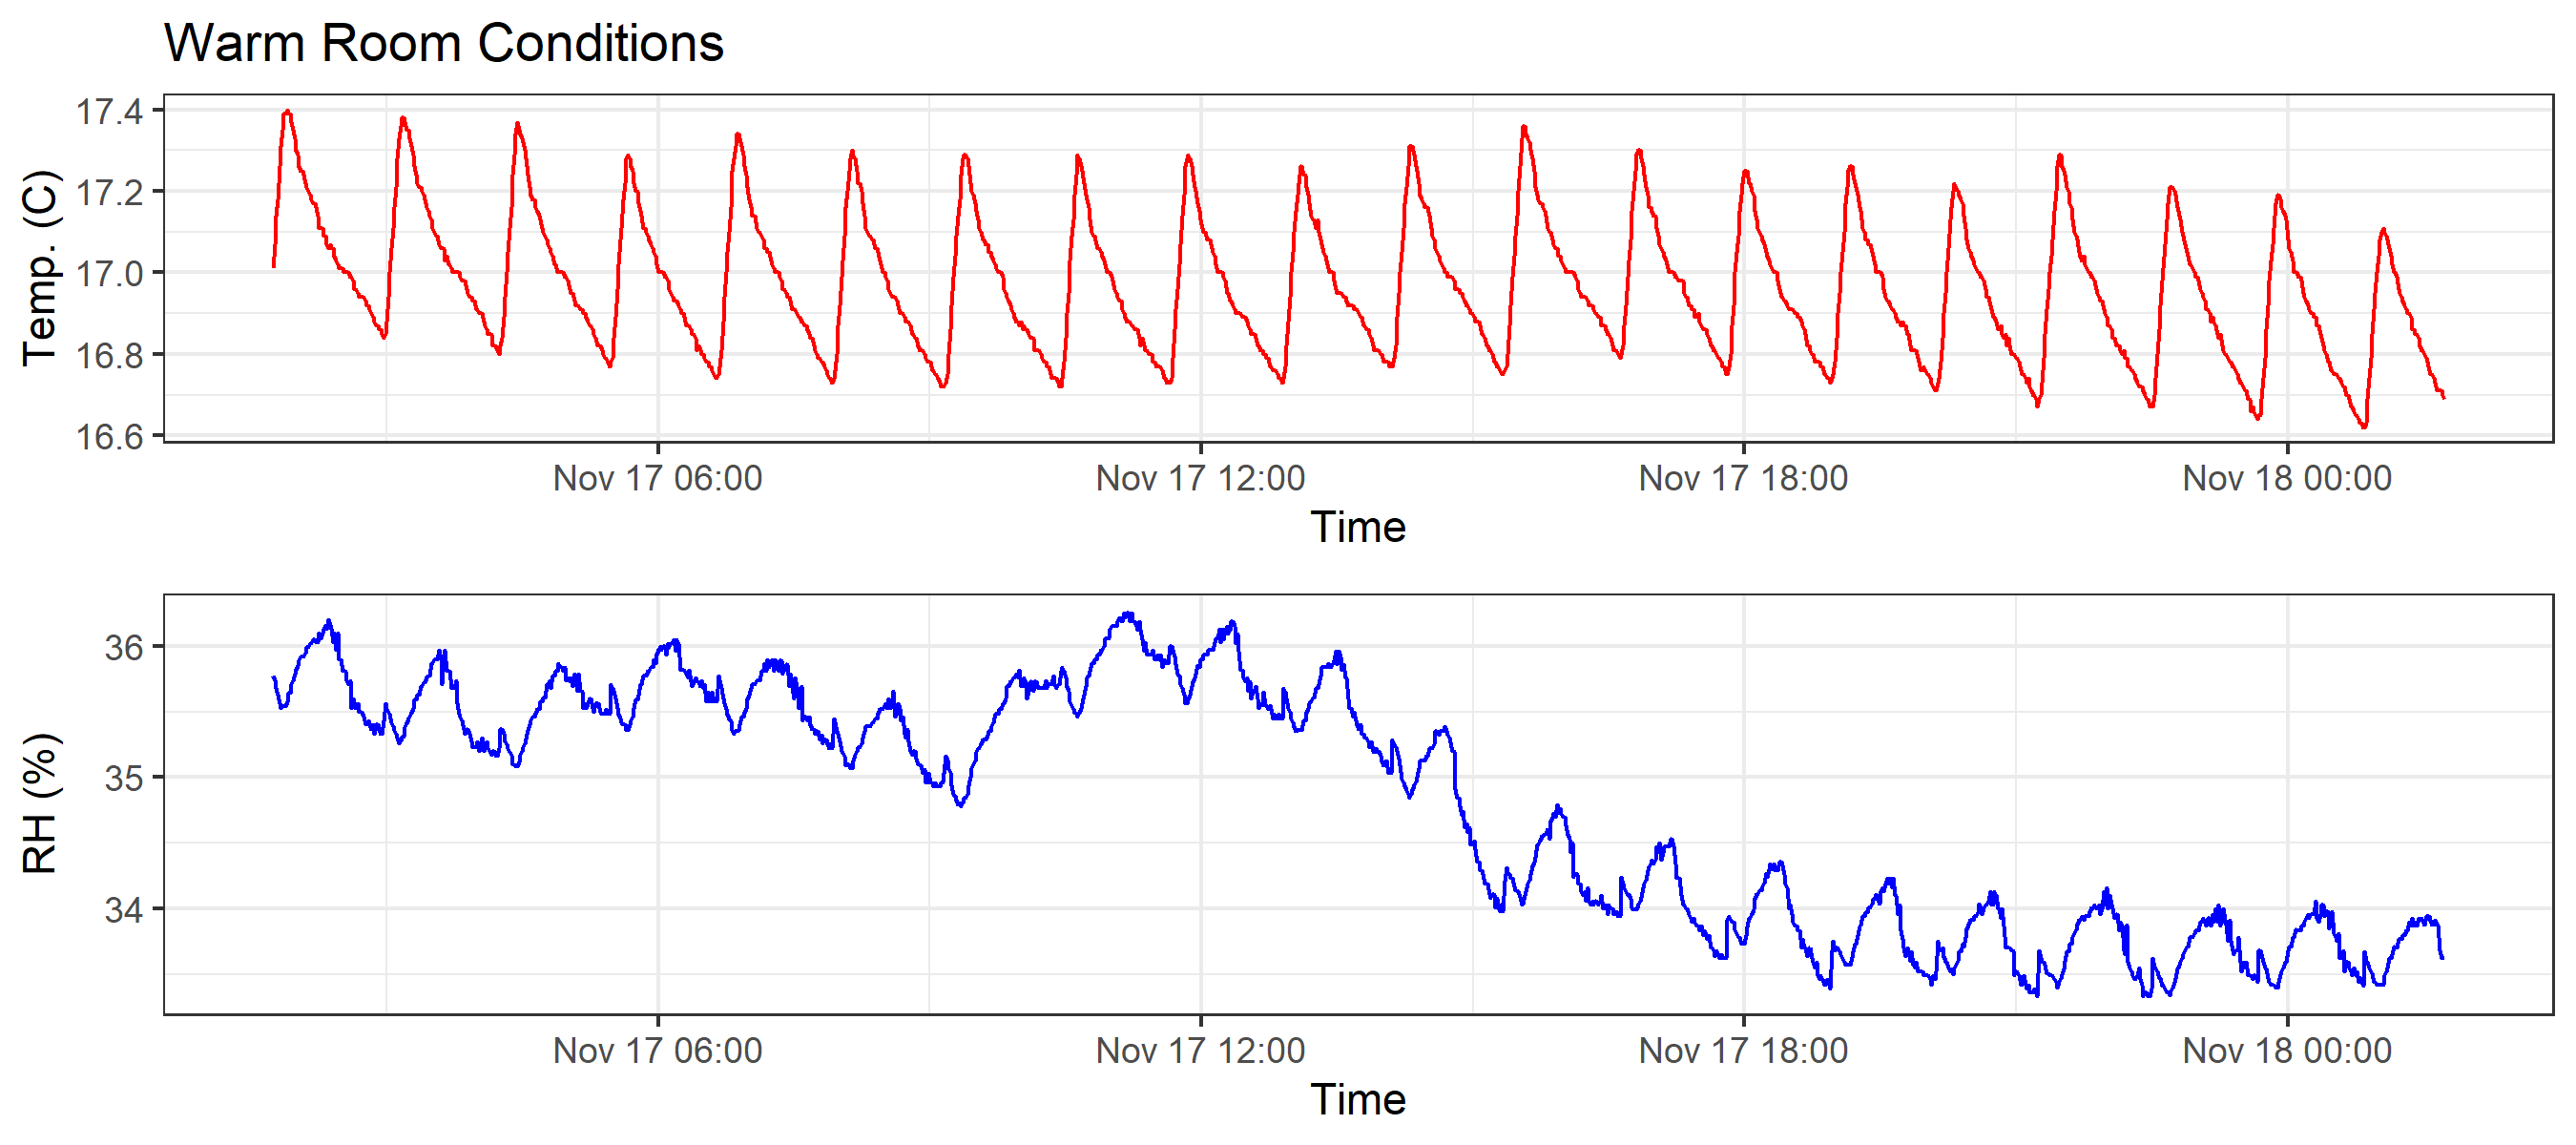 Warm Room Conditions
Temp. (C)
17.4
17.2
17.0
16.8
16.6
Nov 17 06:00 Nov 17 12:00 Nov 17 18:00 Nov 18 00:00
Time
RH (%)
36
35
34
Nov 17 06:00 Nov 17 12:00 Nov 17 18:00 Nov 18 00:00
Time